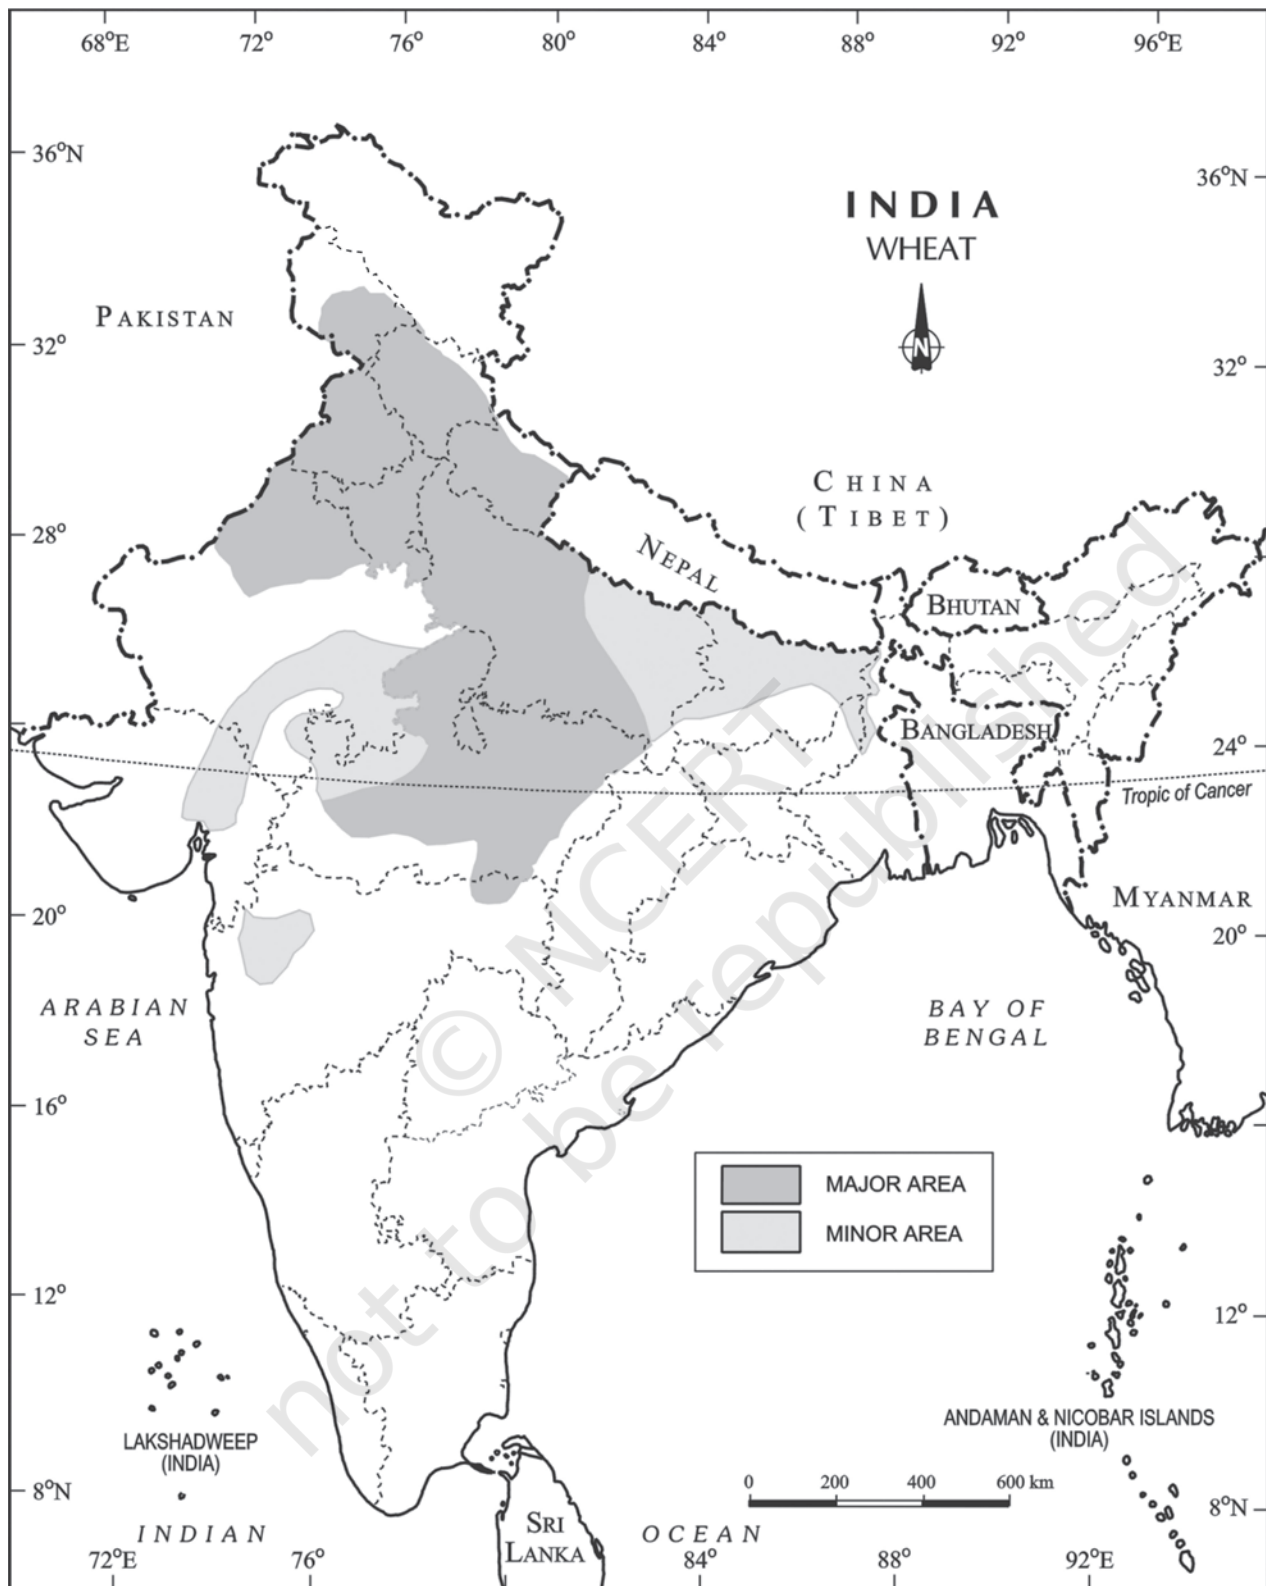 68°E 72° 76° 80° 84° 88° 92° 96°E
36°N
36°N
INDIA
WHEAT
N
PAKISTAN
32°
32°
CHINA
(TIBET)
28°
NEPAL
BHUTAN
BANGLADESH
24°
Tropic of Cancer
MYANMAR
20°
20°
ARABIAN
SEA
BAY OF
BENGAL
© NCERT
not to be republished
16°
MAJOR AREA
MINOR AREA
12°
12°
LAKSHADWEEP
(INDIA)
ANDAMAN & NICOBAR ISLANDS
(INDIA)
0 200 400 600 km
8°N
8°N
SRI
LANKA
INDIAN OCEAN
72°E 76° 84° 88° 92°E